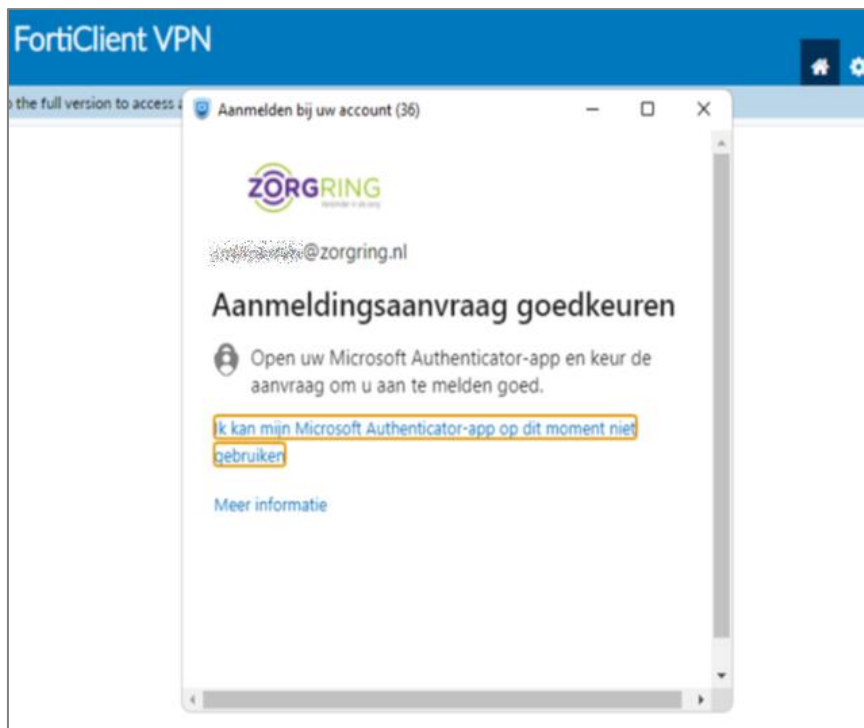 FortiClient VPN
the full version to access
Aanmelden bij uw account (36)
ZORGRING
@zorgring.nl
Aanmeldingsaanvraag goedkeuren
Open uw Microsoft Authenticator-app en keur de
aanvraag om u aan te melden goed.
Ik kan mijn Microsoft Authenticator-app op dit moment niet
gebruiken
Meer informatie